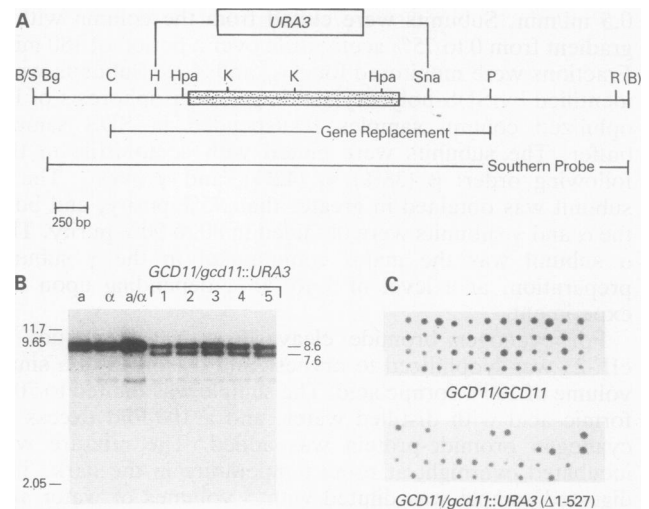 A
URA3
B/S Bg H Hpa K K Hpa Sna R (B)
Gene Replacement
Southern Probe
250 bp
B
GCD11/gcd11::URA3
a α a/α 1 2 3 4 5
11.7
9.65
8.6
7.6
2.05
C
GCD11/GCD11
GCD11/gcd11::URA3 (Δ1-527)